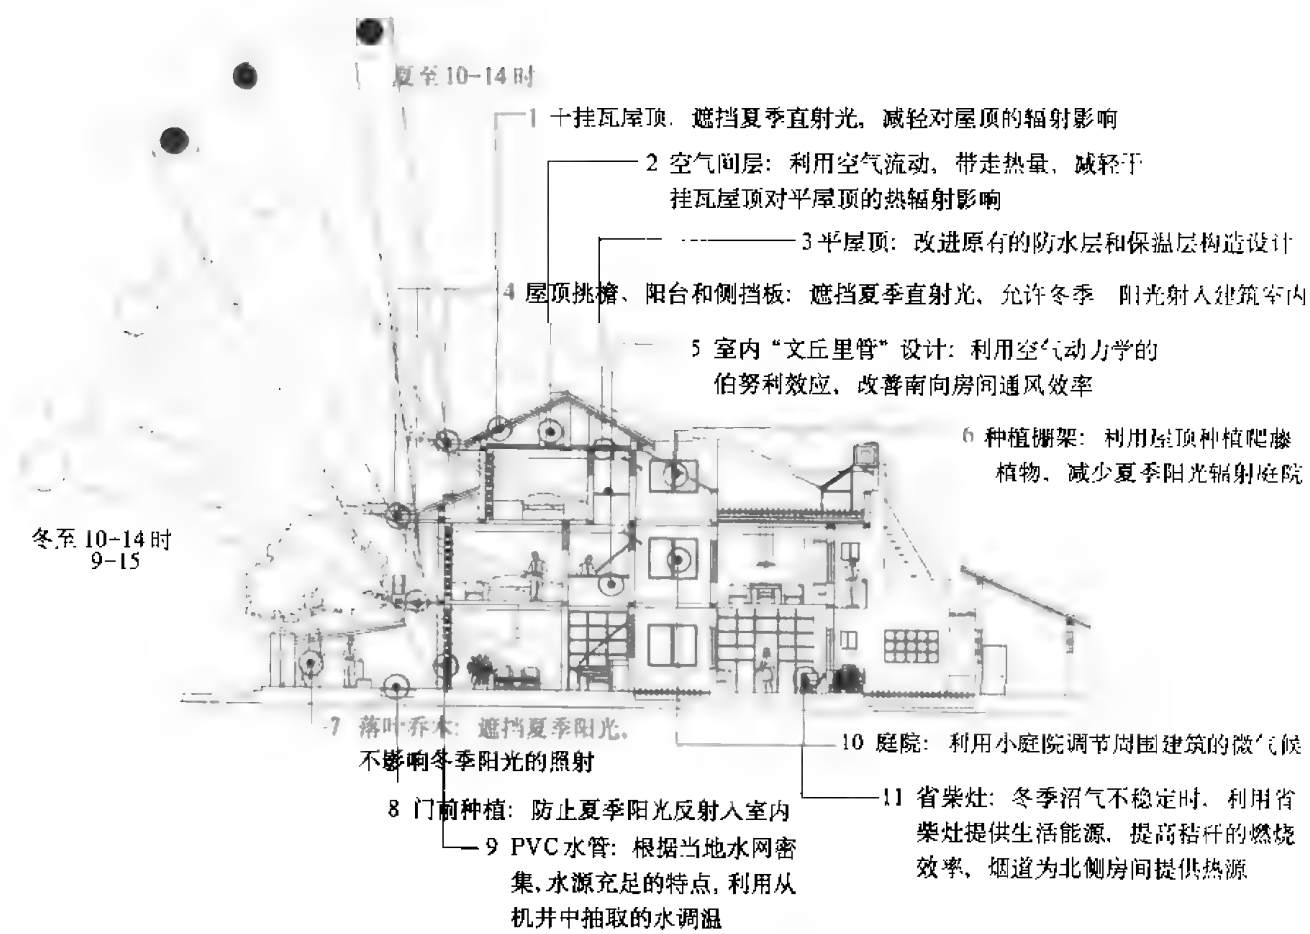 夏至10-14时
1 干挂瓦屋顶：遮挡夏季直射光，减轻对屋顶的辐射影响
2 空气间层：利用空气流动，带走热量，减轻干
挂瓦屋顶对平屋顶的热辐射影响
3 平屋顶：改进原有的防水层和保温层构造设计
4 屋顶挑檐、阳台和侧挡板：遮挡夏季直射光，允许冬季 阳光射入建筑室内
5 室内“文丘里管”设计：利用空气动力学的
伯努利效应，改善南向房间通风效率
6 种植棚架：利用屋顶种植爬藤
植物，减少夏季阳光辐射庭院
冬至10-14时
9-15
7 落叶乔木：遮挡夏季阳光，
不影响冬季阳光的照射
8 门前种植：防止夏季阳光反射入室内
9 PVC水管：根据当地水网密
集，水源充足的特点，利用从
机井中抽取的水调温
10 庭院：利用小庭院调节周围建筑的微气候
11 省柴灶：冬季沼气不稳定时，利用省
柴灶提供生活能源，提高秸秆的燃烧
效率，烟道为北侧房间提供热源